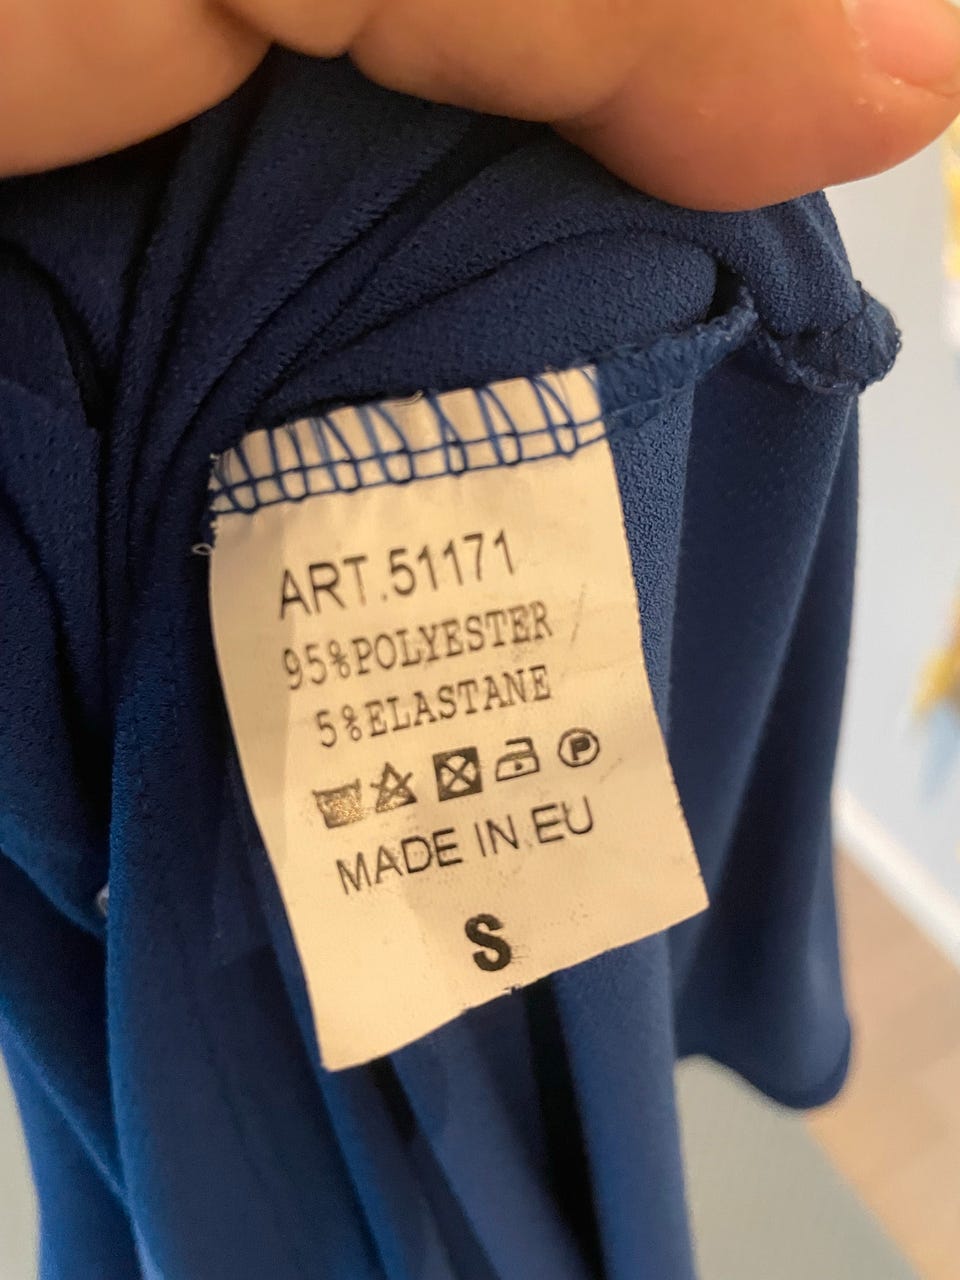 ART.51171
95%POLYESTER
5%ELASTANE
P
MADE IN EU
S